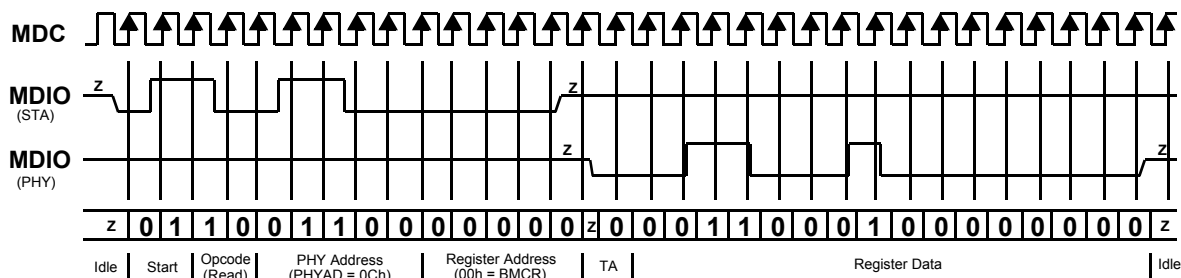 MDC
z z
MDIO
(STA)
z z
MDIO
(PHY)
z 0 1 1 0 0 1 1 0 0 0 0 0 0 0 z 0 0 0 1 1 0 0 0 1 0 0 0 0 0 0 0 0 z
Idle Start Opcode (Read) PHY Address (PHYAD = 0Ch) Register Address (00h = BMCR) TA Register Data Idle